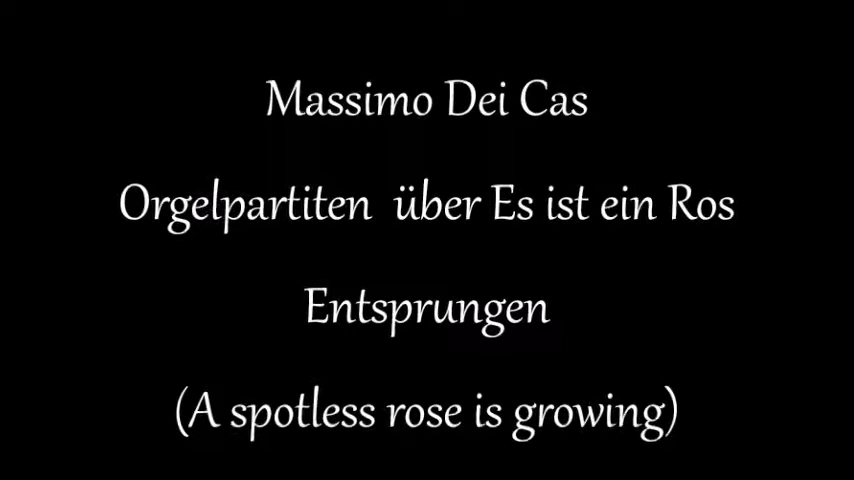 Massimo Dei Cas
Orgelpartiten über Es ist ein Ros
Entsprungen
(A spotless rose is growing)